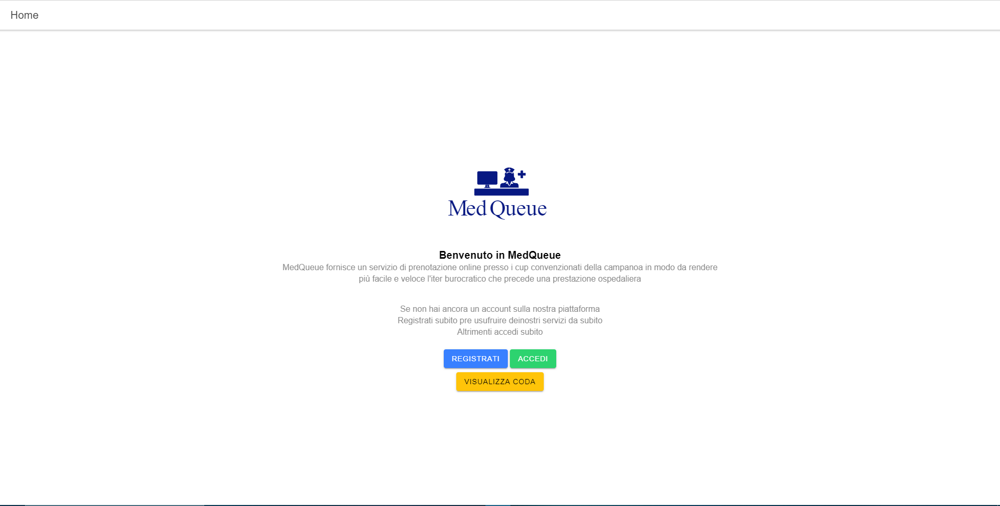 Home
Med Queue
Benvenuto in MedQueue
MedQueue fornisce un servizio di prenotazione online presso i cup convenzionati della campanoa in modo da rendere
più facile e veloce l'iter burocratico che precede una prestazione ospedaliera
Se non hai ancora un account sulla nostra piattaforma
Registrati subito pre usufruire deinostri servizi da subito
Altrimenti accedi subito
REGISTRATI ACCEDI
VISUALIZZA CODA